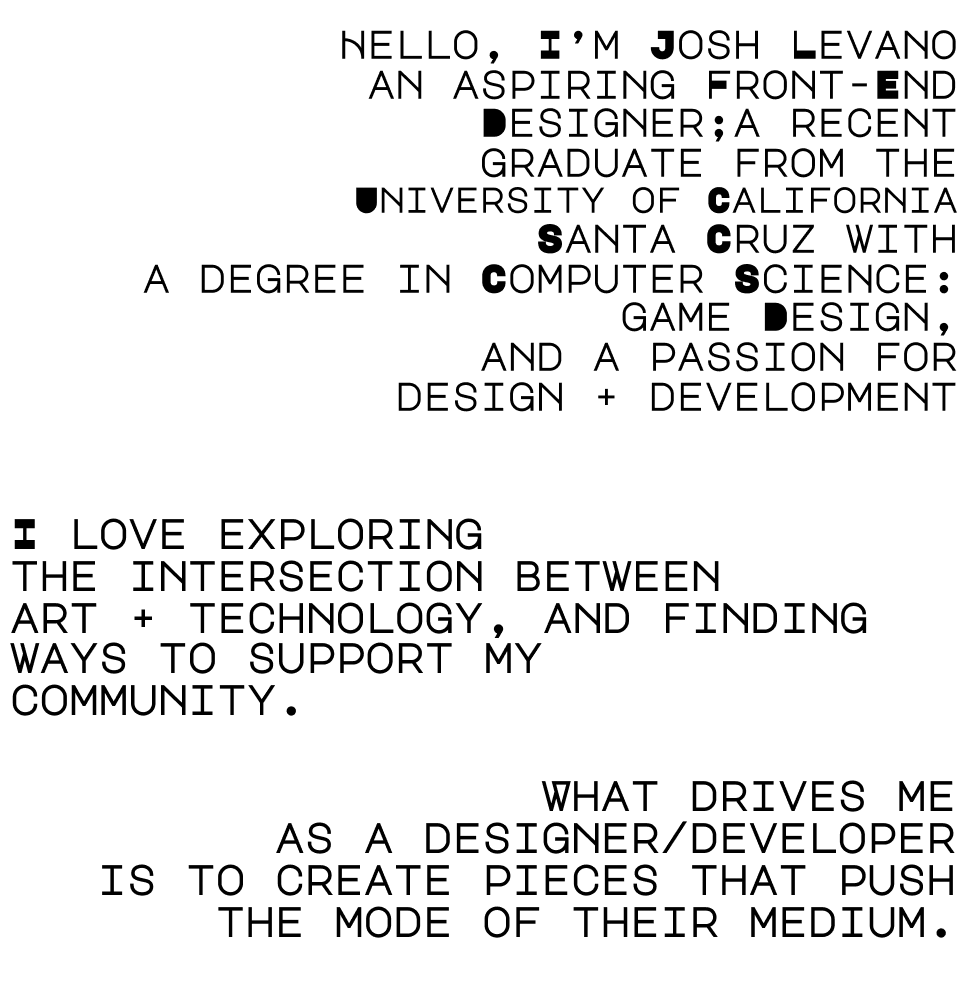 HELLO, I'M JOSH LEVANO
AN ASPIRING FRONT-END
DESIGNER;A RECENT
GRADUATE FROM THE
UNIVERSITY OF CALIFORNIA
SANTA CRUZ WITH
A DEGREE IN COMPUTER SCIENCE:
GAME DESIGN,
AND A PASSION FOR
DESIGN + DEVELOPMENT
I LOVE EXPLORING
THE INTERSECTION BETWEEN
ART + TECHNOLOGY, AND FINDING
WAYS TO SUPPORT MY
COMMUNITY.
WHAT DRIVES ME
AS A DESIGNER/DEVELOPER
IS TO CREATE PIECES THAT PUSH
THE MODE OF THEIR MEDIUM.